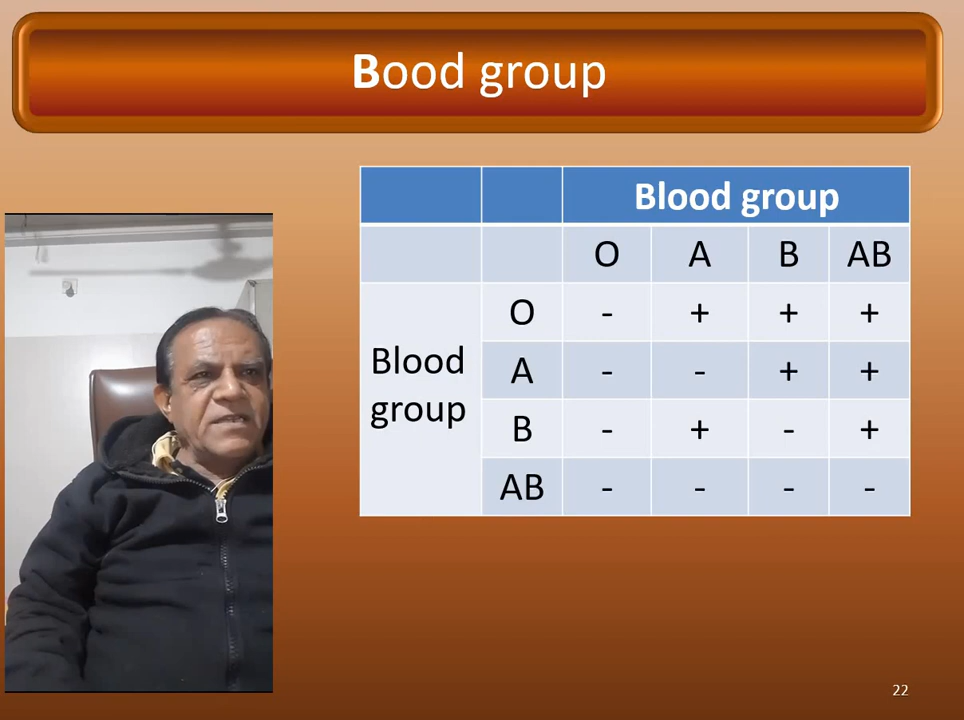 Bood group
Blood group
O A B AB
O - + + +
Blood
group
A - - + +
B - + - +
AB - - - -
22